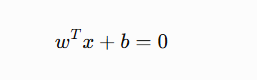 w^T x + b = 0